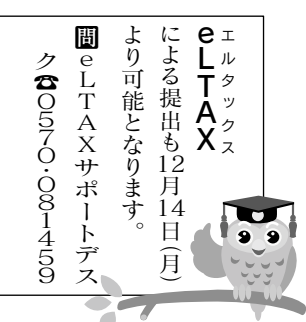 エルタックス
eLTAX
による提出も12月14日(月)
より可能となります。
問eLTAXサポートデス
ク☎0570・081459